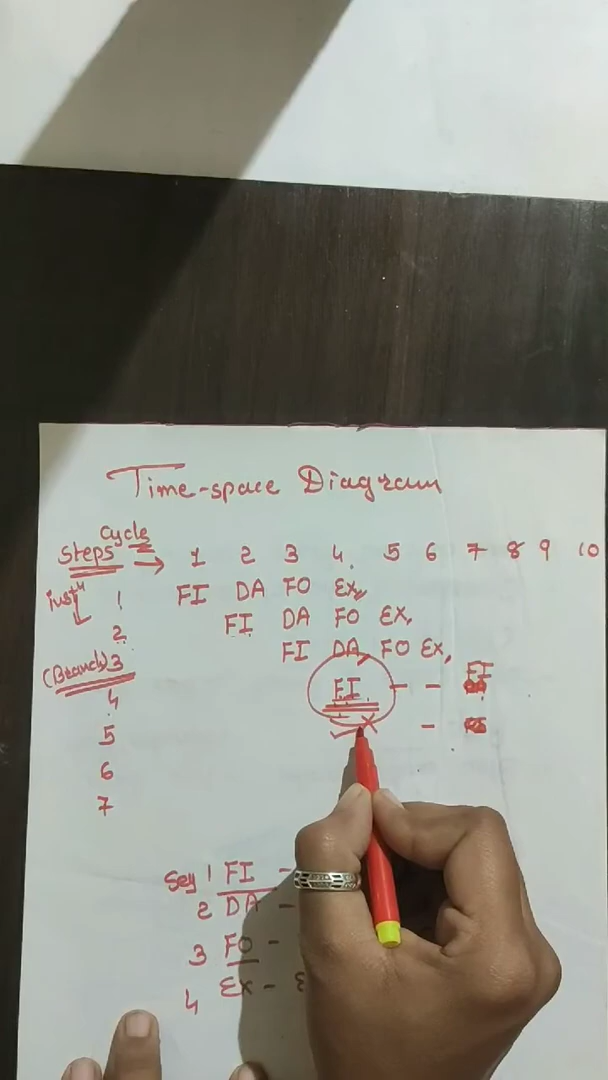 Time-space Diagram
Cycle
Steps → 1 2 3 4. 5 6 7 8 9 10
1 FI DA FO EX,
2 FI DA FO EX,
(Branch) 3 FI DA, FO EX,
4 FI. - - FI
5 - X -
6
7
Seg 1 FI -
2 DA -
3 FO -
4 EX -